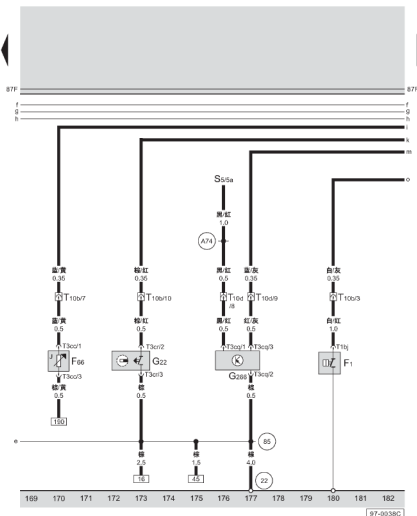 87F 87F
f f
g g
h h
i
k
m
S5/5a o
黑/红
1.0
A74
蓝/黄 棕/红 黑/红 蓝/灰 白/灰
0.35 0.35 0.5 0.35 0.35
T10b/7 T10b/10 T10d/8 T10d/9 T10b/3
蓝/黄 棕/红 黑/红 红/灰 白/红
0.5 0.5 0.5 0.5 1.0
T3cc/1 T3cr/2 T3cq/1 T3cq/3 T1bj
J F66 G22 G266 F1
T3cc/3 T3cr/3 T3cq/2
棕/黄 棕 棕
0.5 0.5 0.5
190
e 85
棕 棕 棕
2.5 1.5 4.0
16 45 22
169 170 171 172 173 174 175 176 177 178 179 180 181 182
97-0038C